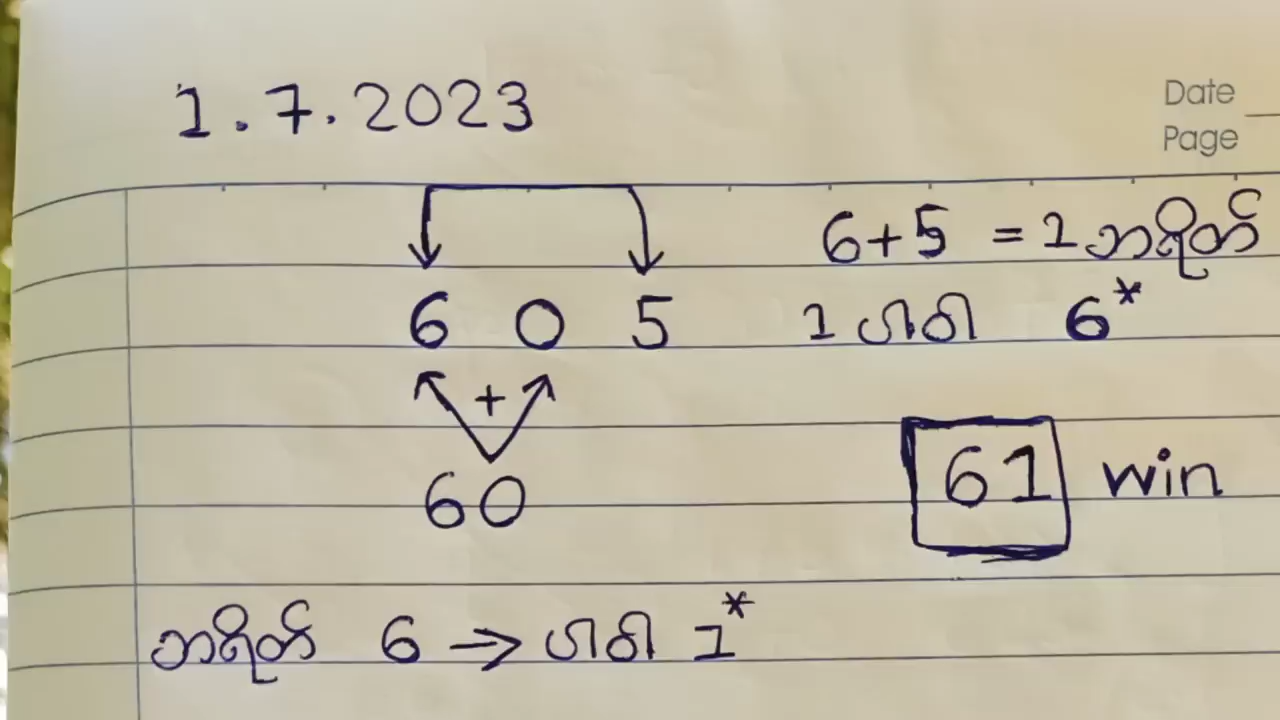 1.7.2023
Date
Page
6+5 = 1 ဘရိတ်
6 0 5
1 ပါဝါ 6*
+
60
61 win
ဘရိတ် 6 → ပါဝါ 1*